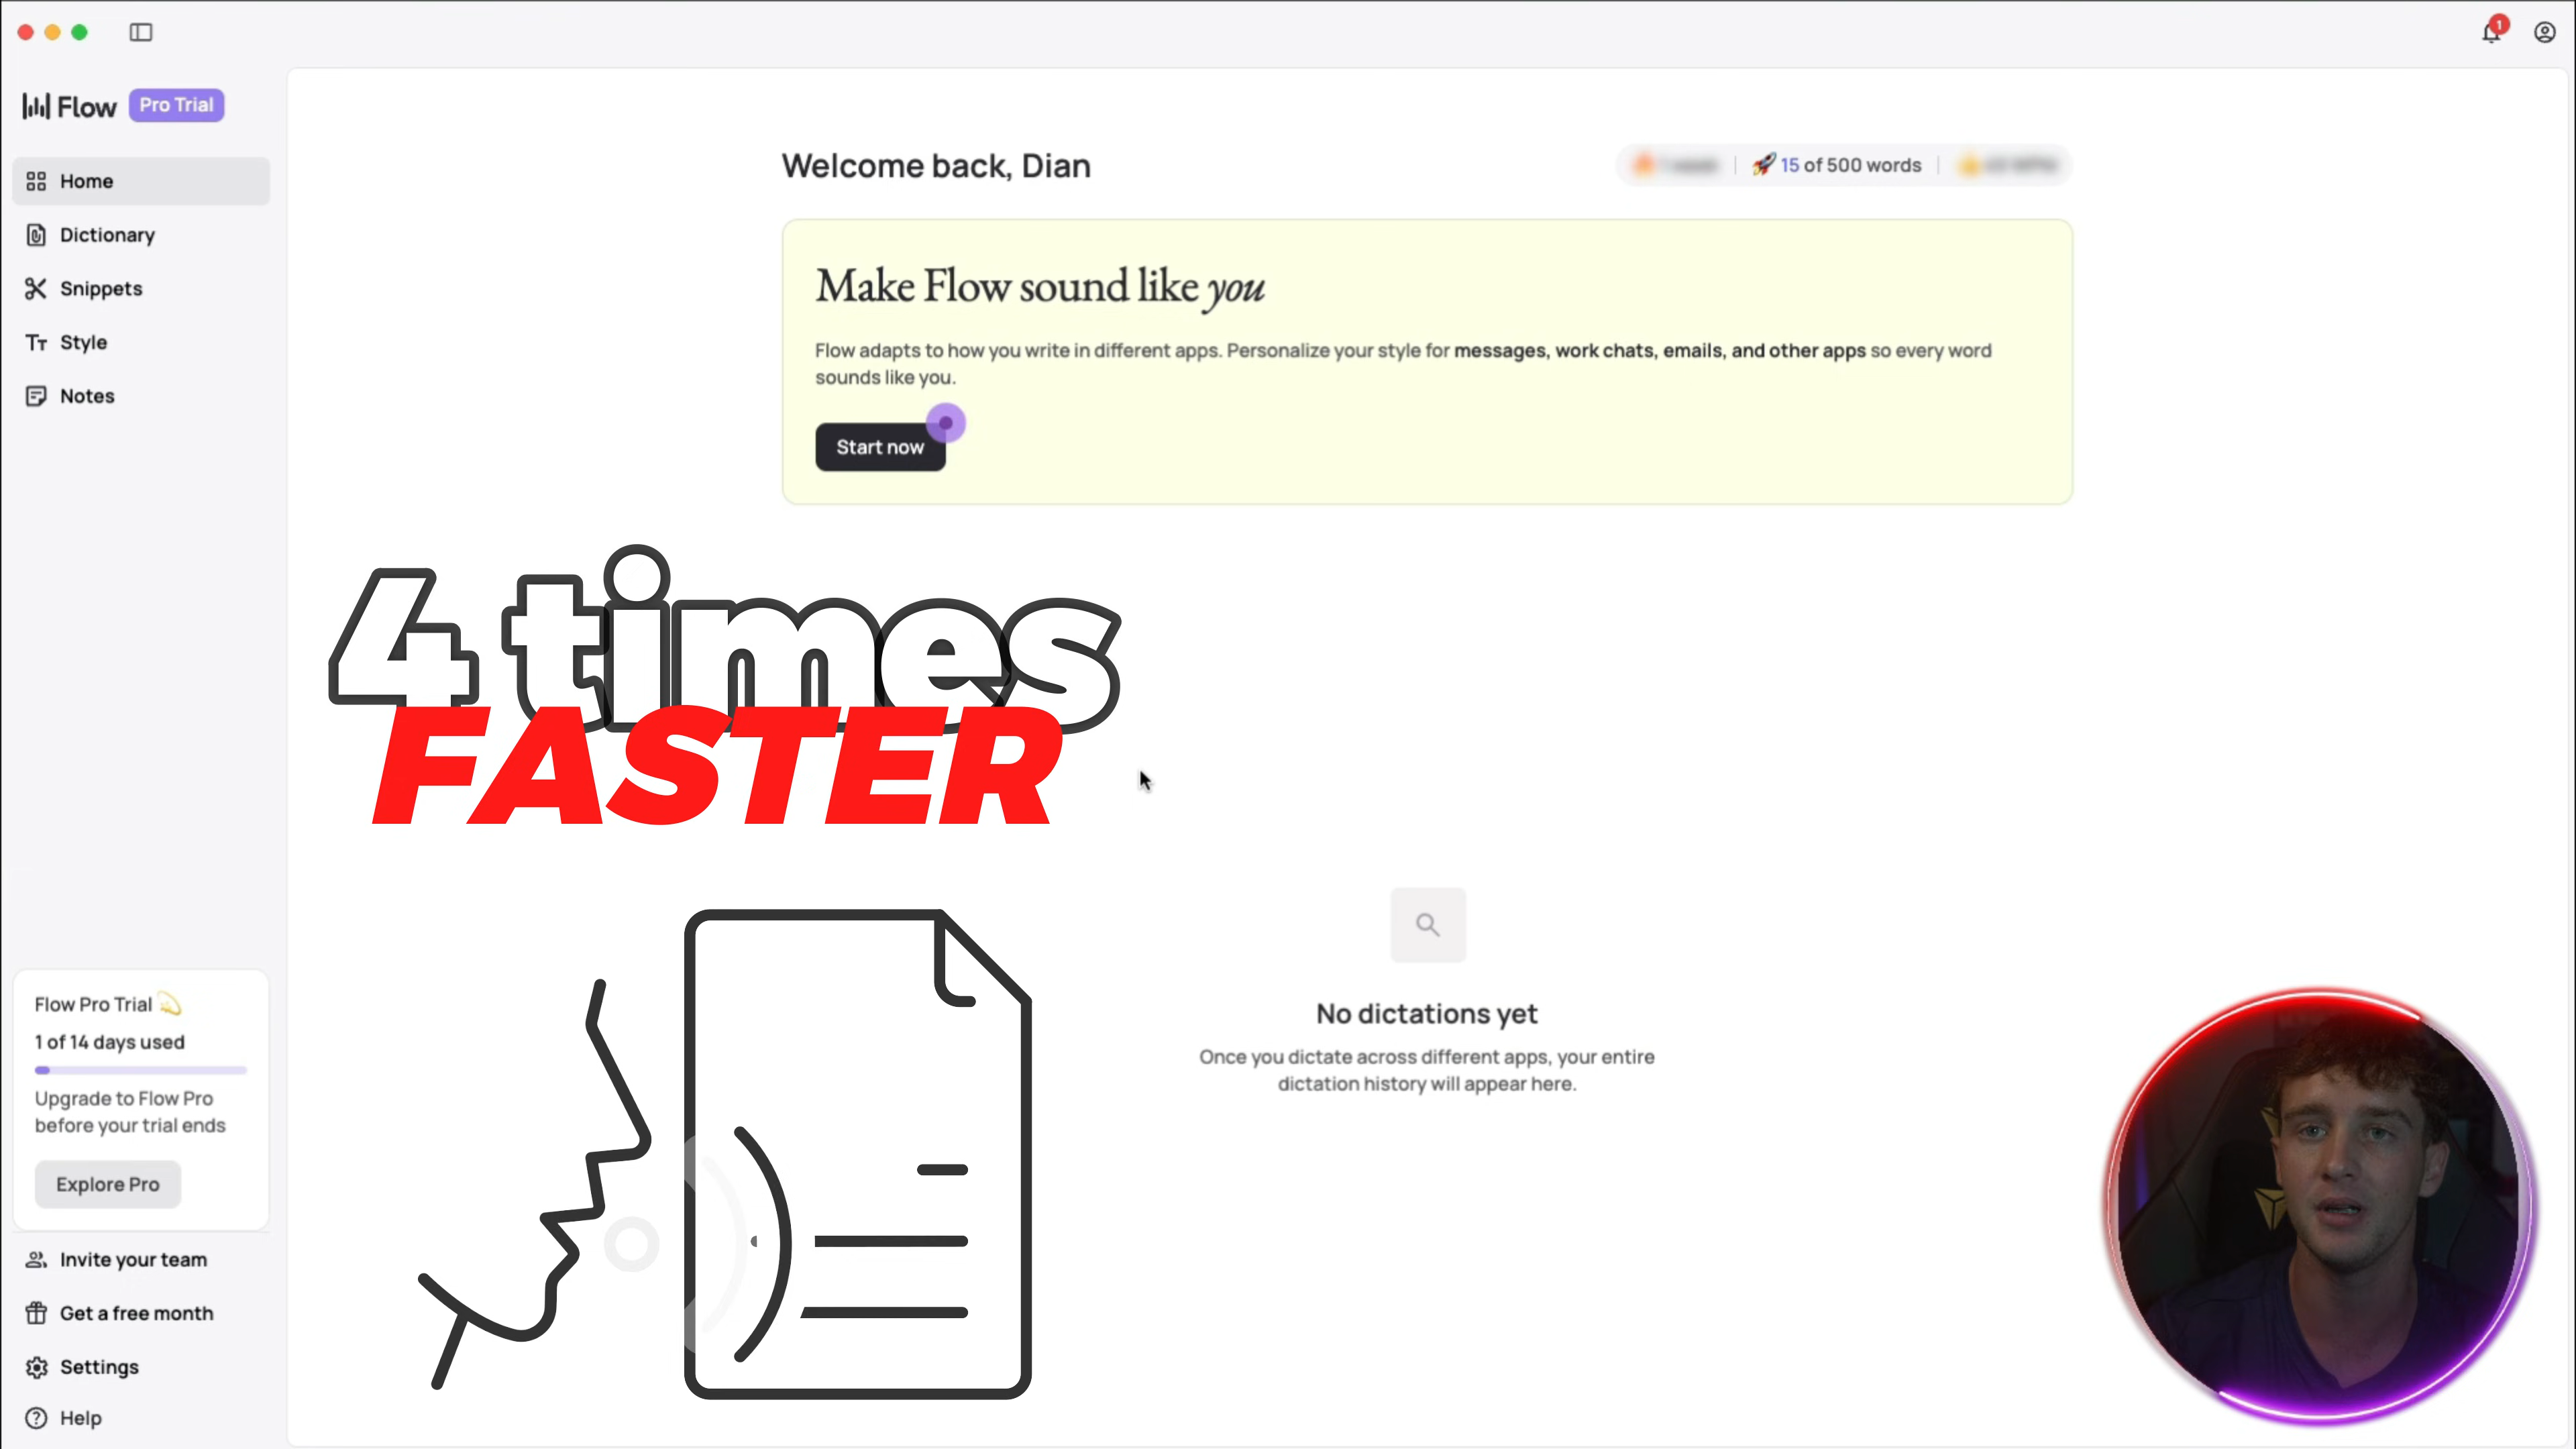 Flow Pro Trial
Home
Dictionary
Snippets
Style
Notes
Flow Pro Trial
1 of 14 days used
Upgrade to Flow Pro
before your trial ends
Explore Pro
Invite your team
Get a free month
Settings
Help
1
Welcome back, Dian
15 of 500 words
Make Flow sound like you
Flow adapts to how you write in different apps. Personalize your style for messages, work chats, emails, and other apps so every word
sounds like you.
Start now
4 times
FASTER
No dictations yet
Once you dictate across different apps, your entire
dictation history will appear here.